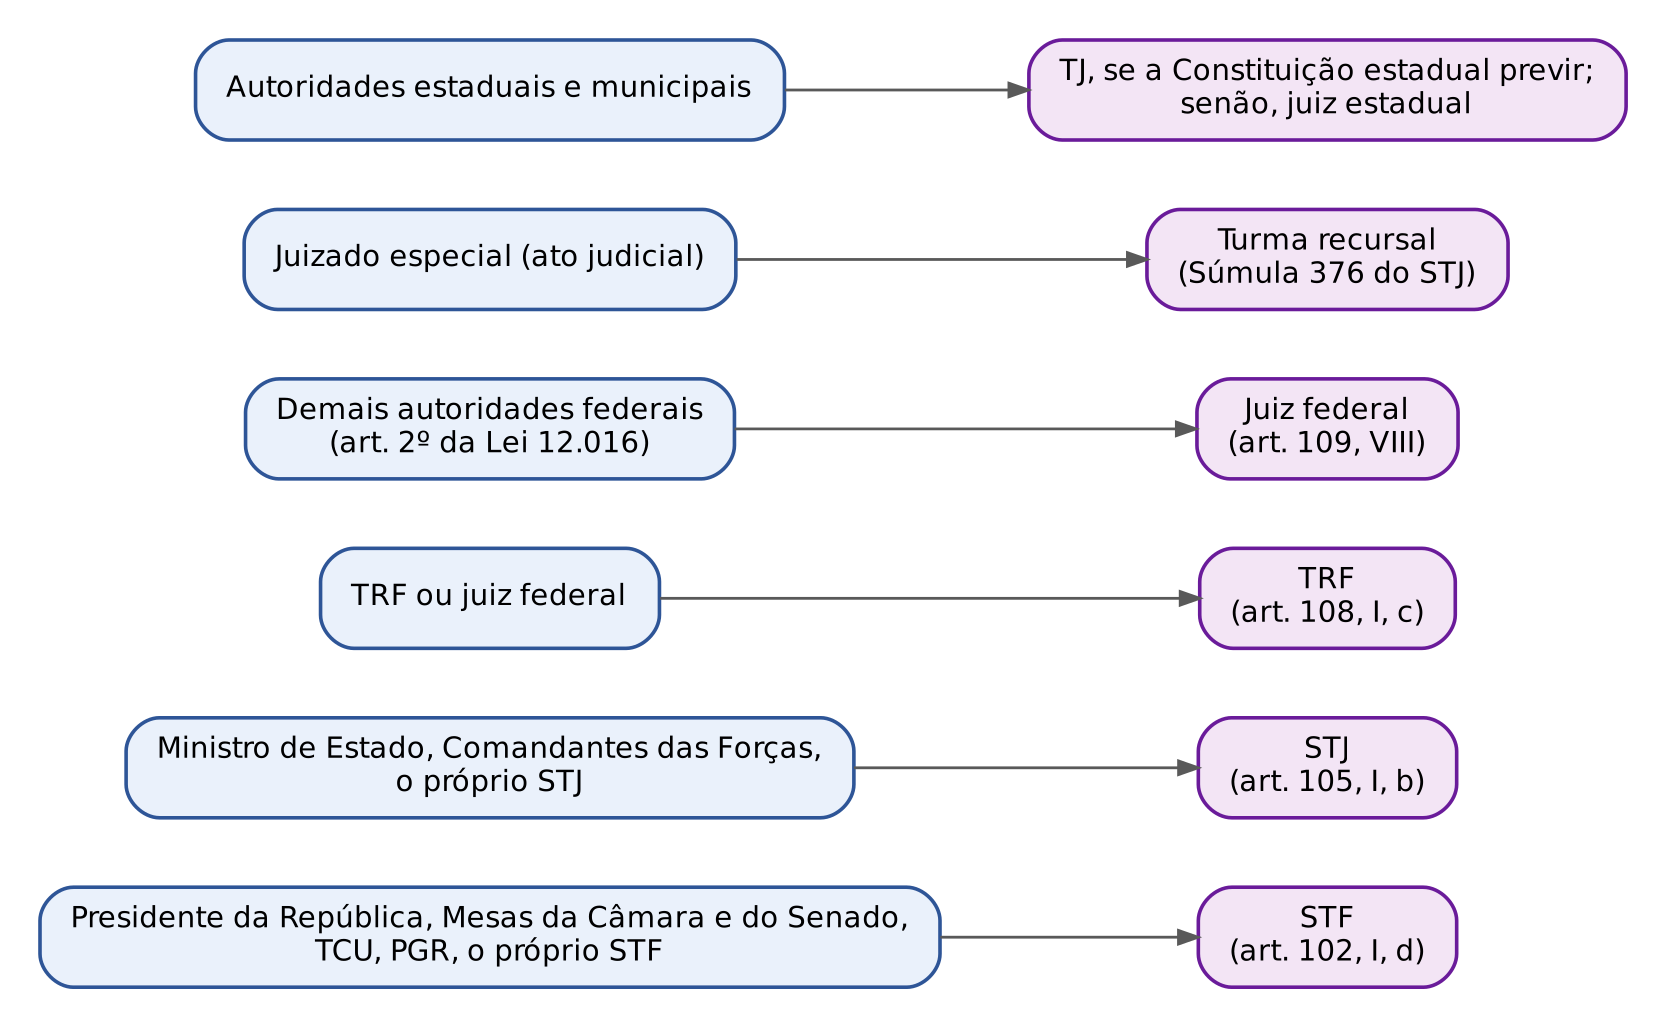 Autoridades estaduais e municipais
TJ, se a Constituição estadual previr;
senão, juiz estadual
Juizado especial (ato judicial)
Turma recursal
(Súmula 376 do STJ)
Demais autoridades federais
(art. 2º da Lei 12.016)
Juiz federal
(art. 109, VIII)
TRF ou juiz federal
TRF
(art. 108, I, c)
Ministro de Estado, Comandantes das Forças,
o próprio STJ
STJ
(art. 105, I, b)
Presidente da República, Mesas da Câmara e do Senado,
TCU, PGR, o próprio STF
STF
(art. 102, I, d)